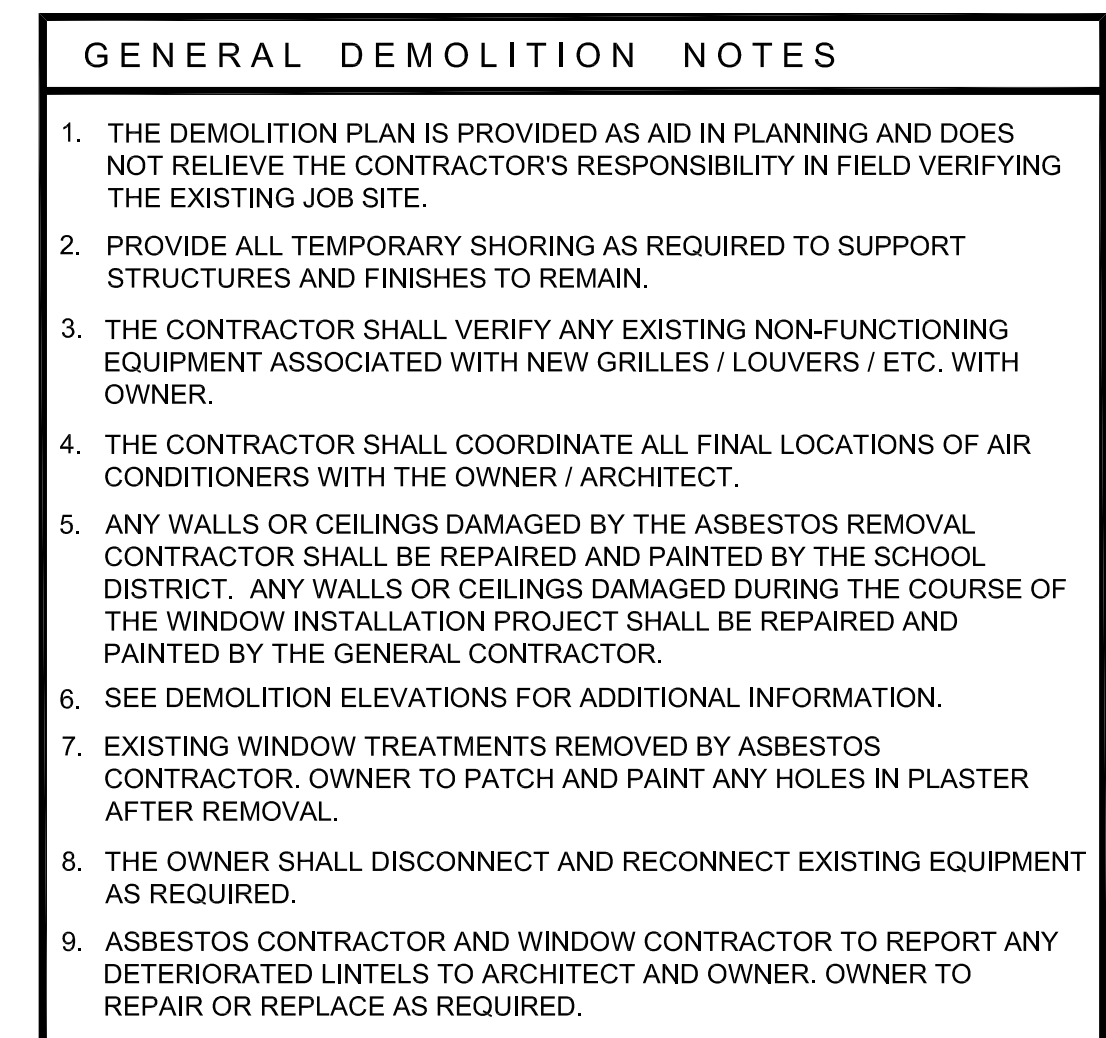 GENERAL DEMOLITION NOTES
1. THE DEMOLITION PLAN IS PROVIDED AS AID IN PLANNING AND DOES
NOT RELIEVE THE CONTRACTOR'S RESPONSIBILITY IN FIELD VERIFYING
THE EXISTING JOB SITE.
2. PROVIDE ALL TEMPORARY SHORING AS REQUIRED TO SUPPORT
STRUCTURES AND FINISHES TO REMAIN.
3. THE CONTRACTOR SHALL VERIFY ANY EXISTING NON-FUNCTIONING
EQUIPMENT ASSOCIATED WITH NEW GRILLES / LOUVERS / ETC. WITH
OWNER.
4. THE CONTRACTOR SHALL COORDINATE ALL FINAL LOCATIONS OF AIR
CONDITIONERS WITH THE OWNER / ARCHITECT.
5. ANY WALLS OR CEILINGS DAMAGED BY THE ASBESTOS REMOVAL
CONTRACTOR SHALL BE REPAIRED AND PAINTED BY THE SCHOOL
DISTRICT. ANY WALLS OR CEILINGS DAMAGED DURING THE COURSE OF
THE WINDOW INSTALLATION PROJECT SHALL BE REPAIRED AND
PAINTED BY THE GENERAL CONTRACTOR.
6. SEE DEMOLITION ELEVATIONS FOR ADDITIONAL INFORMATION.
7. EXISTING WINDOW TREATMENTS REMOVED BY ASBESTOS
CONTRACTOR. OWNER TO PATCH AND PAINT ANY HOLES IN PLASTER
AFTER REMOVAL.
8. THE OWNER SHALL DISCONNECT AND RECONNECT EXISTING EQUIPMENT
AS REQUIRED.
9. ASBESTOS CONTRACTOR AND WINDOW CONTRACTOR TO REPORT ANY
DETERIORATED LINTELS TO ARCHITECT AND OWNER. OWNER TO
REPAIR OR REPLACE AS REQUIRED.